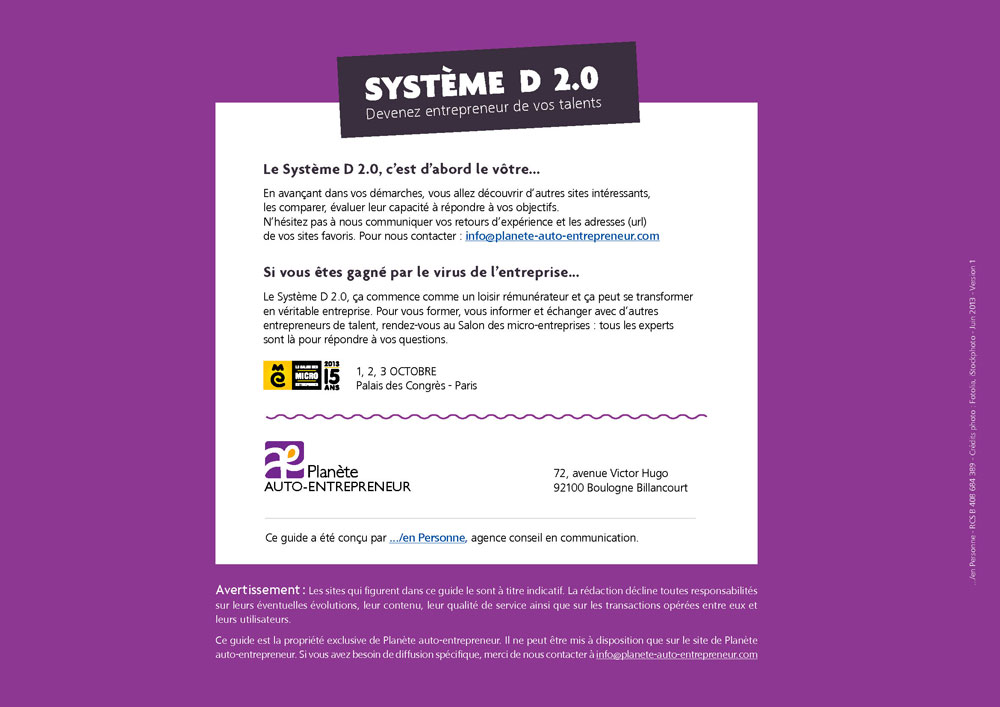 SYSTÈME D 2.0
Devenez entrepreneur de vos talents
Le Système D 2.0, c’est d’abord le vôtre...
En avançant dans vos démarches, vous allez découvrir d’autres sites intéressants,
les comparer, évaluer leur capacité à répondre à vos objectifs.
N’hésitez pas à nous communiquer vos retours d’expérience et les adresses (url)
de vos sites favoris. Pour nous contacter : info@planete-auto-entrepreneur.com
Si vous êtes gagné par le virus de l’entreprise...
Le Système D 2.0, ça commence comme un loisir rémunérateur et ça peut se transformer
en véritable entreprise. Pour vous former, vous informer et échanger avec d’autres
entrepreneurs de talent, rendez-vous au Salon des micro-entreprises : tous les experts
sont là pour répondre à vos questions.
LE SALON DES
MICRO
ENTREPRISES
2013
15
ANS
1, 2, 3 OCTOBRE
Palais des Congrès - Paris
Planète
AUTO-ENTREPRENEUR
72, avenue Victor Hugo
92100 Boulogne Billancourt
Ce guide a été conçu par .../en Personne, agence conseil en communication.
Avertissement : Les sites qui figurent dans ce guide le sont à titre indicatif. La rédaction décline toutes responsabilités
sur leurs éventuelles évolutions, leur contenu, leur qualité de service ainsi que sur les transactions opérées entre eux et
leurs utilisateurs.
Ce guide est la propriété exclusive de Planète auto-entrepreneur. Il ne peut être mis à disposition que sur le site de Planète
auto-entrepreneur. Si vous avez besoin de diffusion spécifique, merci de nous contacter à info@planete-auto-entrepreneur.com
.../en Personne - RCS B 408 684 389 - Crédits photo : Fotolia, iStockphoto - Juin 2013 - Version 1